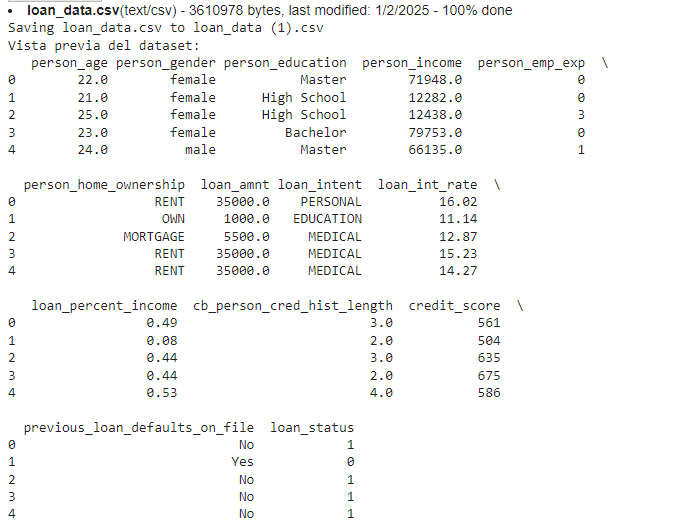 • loan_data.csv(text/csv) - 3610978 bytes, last modified: 1/2/2025 - 100% done
Saving loan_data.csv to loan_data (1).csv
Vista previa del dataset:
   person_age person_gender person_education  person_income  person_emp_exp  \
0        22.0        female           Master        71948.0               0
1        21.0        female      High School        12282.0               0
2        25.0        female      High School        12438.0               3
3        23.0        female         Bachelor        79753.0               0
4        24.0          male           Master        66135.0               1
  person_home_ownership  loan_amnt loan_intent  loan_int_rate  \
0                  RENT    35000.0    PERSONAL          16.02
1                   OWN     1000.0   EDUCATION          11.14
2              MORTGAGE     5500.0     MEDICAL          12.87
3                  RENT    35000.0     MEDICAL          15.23
4                  RENT    35000.0     MEDICAL          14.27
   loan_percent_income  cb_person_cred_hist_length  credit_score  \
0                 0.49                         3.0           561
1                 0.08                         2.0           504
2                 0.44                         3.0           635
3                 0.44                         2.0           675
4                 0.53                         4.0           586
  previous_loan_defaults_on_file  loan_status
0                             No            1
1                            Yes            0
2                             No            1
3                             No            1
4                             No            1